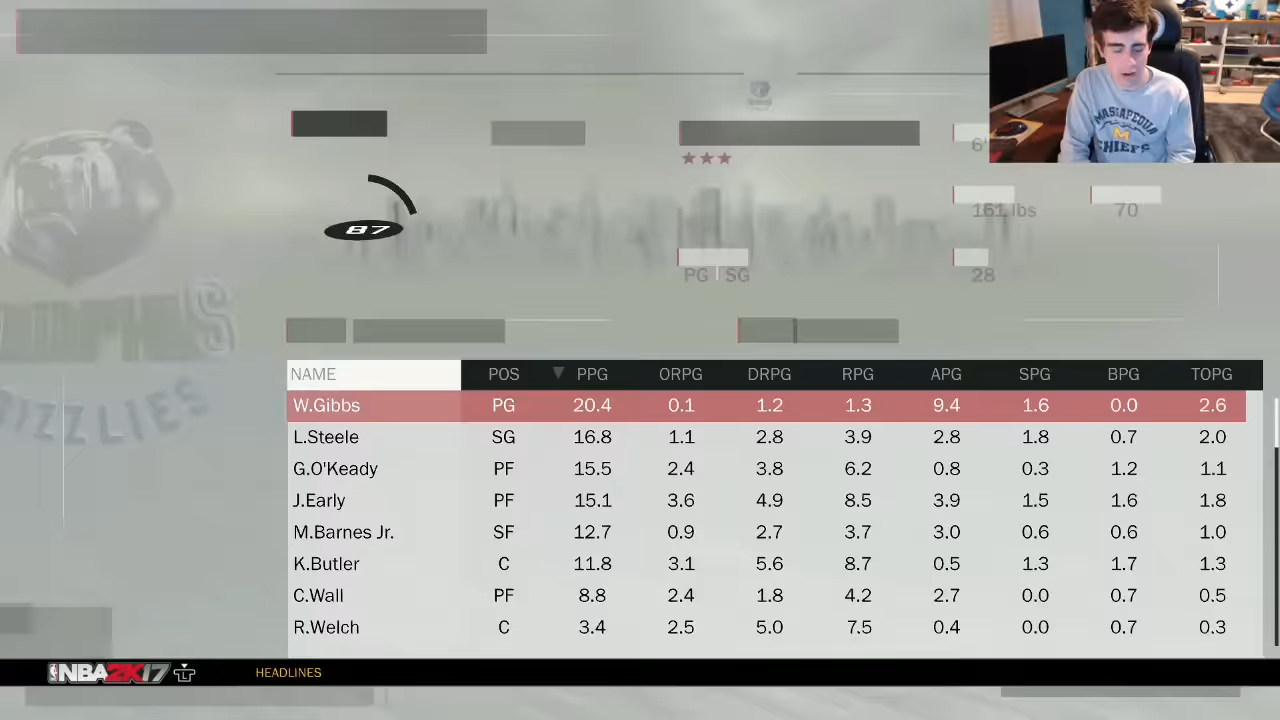 MASSAPEQUA
M
CHIEFS
6'
87
161 lbs 70
PG SG 28
NAME POS PPG ORPG DRPG RPG APG SPG BPG TOPG
W.Gibbs PG 20.4 0.1 1.2 1.3 9.4 1.6 0.0 2.6
L.Steele SG 16.8 1.1 2.8 3.9 2.8 1.8 0.7 2.0
G.O'Keady PF 15.5 2.4 3.8 6.2 0.8 0.3 1.2 1.1
J.Early PF 15.1 3.6 4.9 8.5 3.9 1.5 1.6 1.8
M.Barnes Jr. SF 12.7 0.9 2.7 3.7 3.0 0.6 0.6 1.0
K.Butler C 11.8 3.1 5.6 8.7 0.5 1.3 1.7 1.3
C.Wall PF 8.8 2.4 1.8 4.2 2.7 0.0 0.7 0.5
R.Welch C 3.4 2.5 5.0 7.5 0.4 0.0 0.7 0.3
NBA 2K17 L HEADLINES